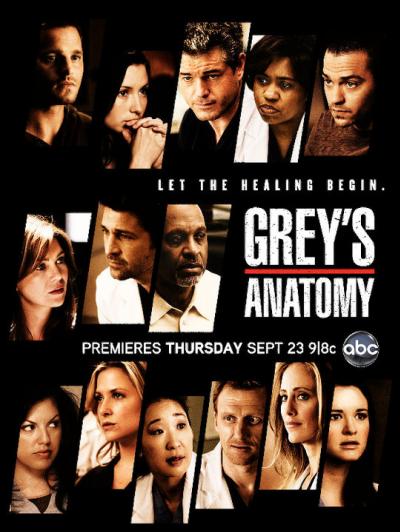 LET THE HEALING BEGIN.
GREY'S
ANATOMY
PREMIERES THURSDAY SEPT 23 9|8c abc